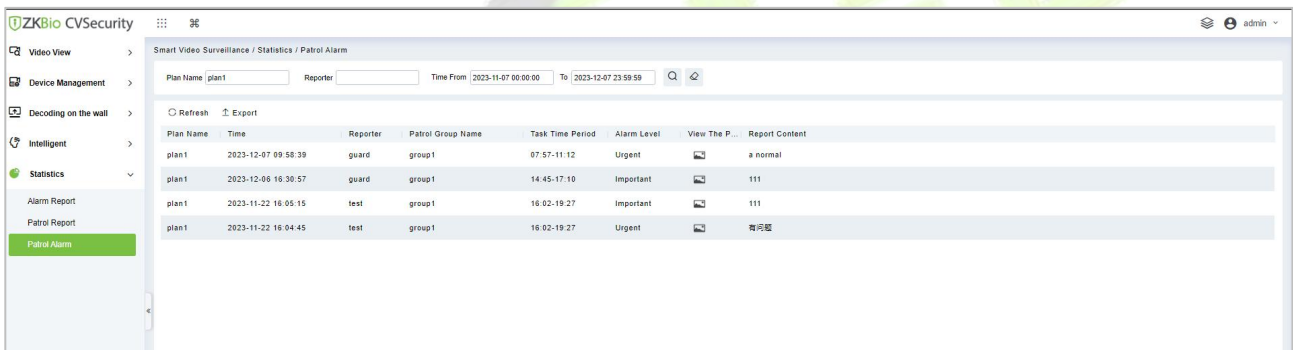 ZKBio CVSecurity
admin
Video View
Device Management
Decoding on the wall
Intelligent
Statistics
Alarm Report
Patrol Report
Patrol Alarm
Smart Video Surveillance / Statistics / Patrol Alarm
Plan Name plan1 Reporter Time From 2023-11-07 00:00:00 To 2023-12-07 23:59:59
Refresh Export
Plan Name Time Reporter Patrol Group Name Task Time Period Alarm Level View The P... Report Content
plan1 2023-12-07 09:58:39 guard group1 07:57-11:12 Urgent a normal
plan1 2023-12-06 16:30:57 guard group1 14:45-17:10 Important 111
plan1 2023-11-22 16:05:15 test group1 16:02-19:27 Important 111
plan1 2023-11-22 16:04:45 test group1 16:02-19:27 Urgent 有问题